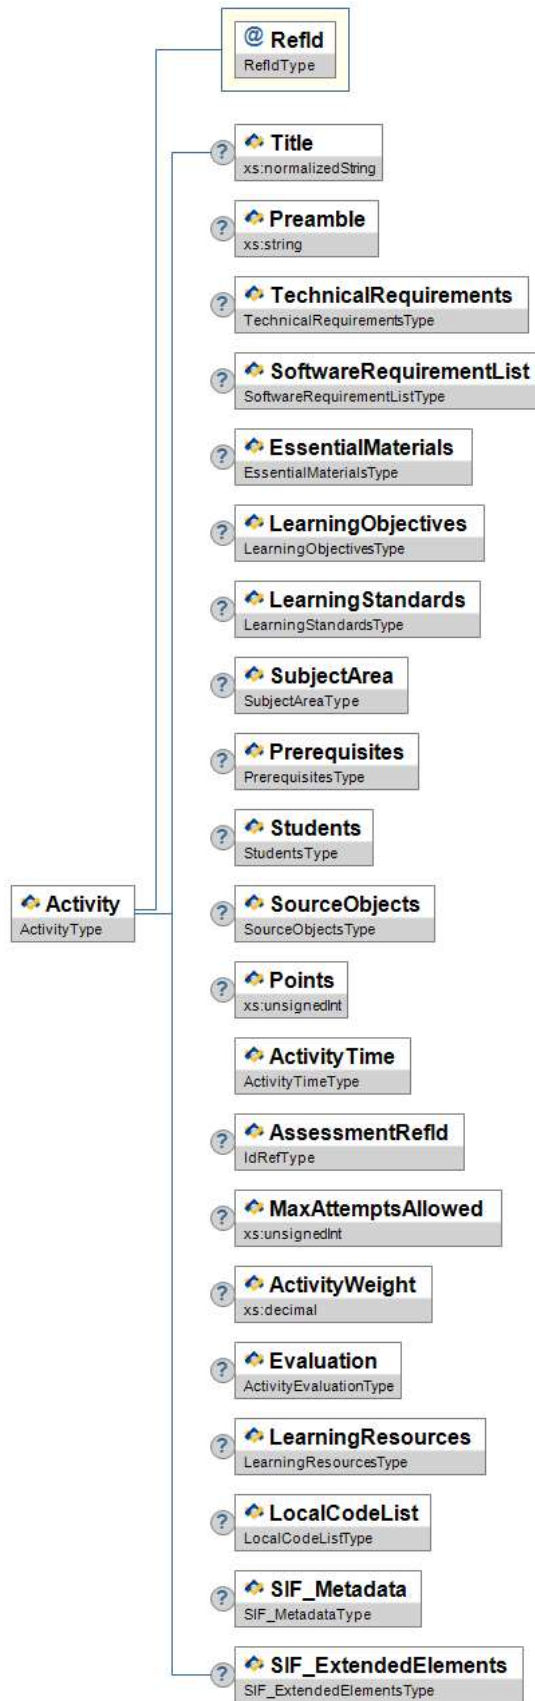 @ RefId
RefIdType
? Title
xs:normalizedString
? Preamble
xs:string
? TechnicalRequirements
TechnicalRequirementsType
? SoftwareRequirementList
SoftwareRequirementListType
? EssentialMaterials
EssentialMaterialsType
? LearningObjectives
LearningObjectivesType
? LearningStandards
LearningStandardsType
? SubjectArea
SubjectAreaType
? Prerequisites
PrerequisitesType
? Students
StudentsType
Activity
ActivityType
? SourceObjects
SourceObjectsType
? Points
xs:unsignedInt
ActivityTime
ActivityTimeType
? AssessmentRefId
IdRefType
? MaxAttemptsAllowed
xs:unsignedInt
? ActivityWeight
xs:decimal
? Evaluation
ActivityEvaluationType
? LearningResources
LearningResourcesType
? LocalCodeList
LocalCodeListType
? SIF_Metadata
SIF_MetadataType
? SIF_ExtendedElements
SIF_ExtendedElementsType